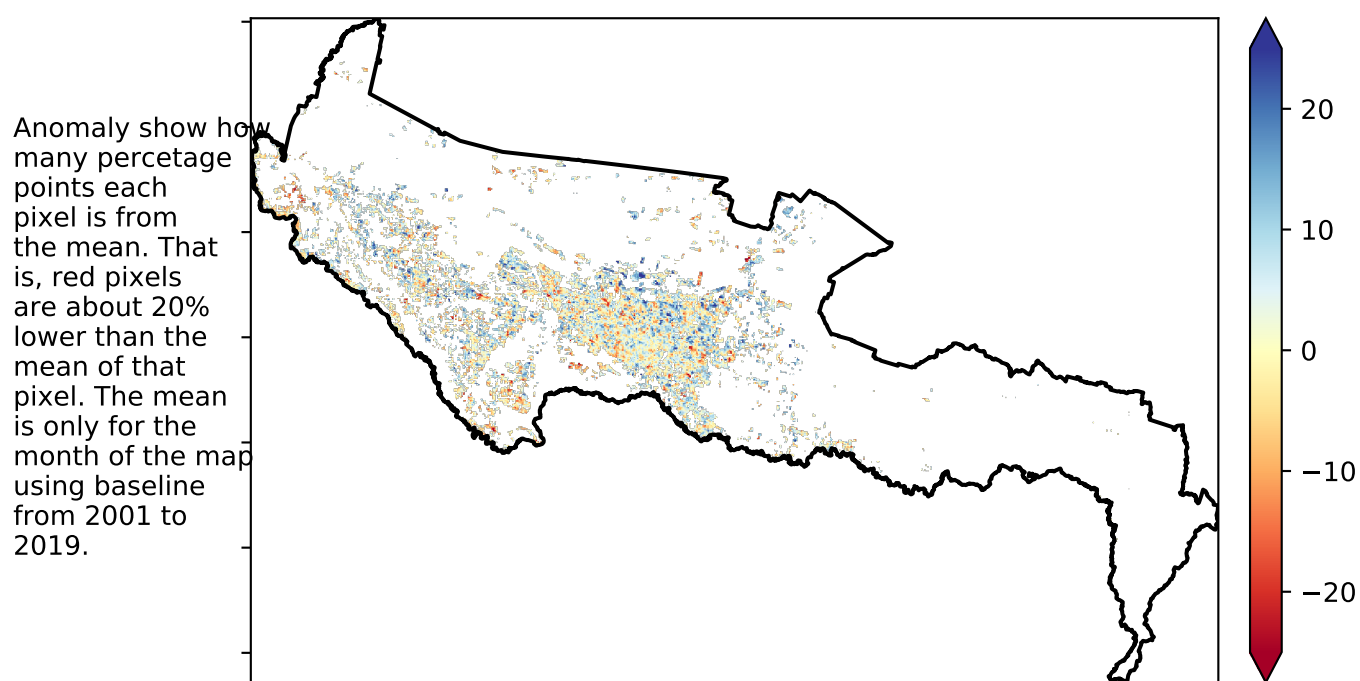 Anomaly show how
many percetage
points each
pixel is from
the mean. That
is, red pixels
are about 20%
lower than the
mean of that
pixel. The mean
is only for the
month of the map
using baseline
from 2001 to
2019.
20
10
0
−10
−20